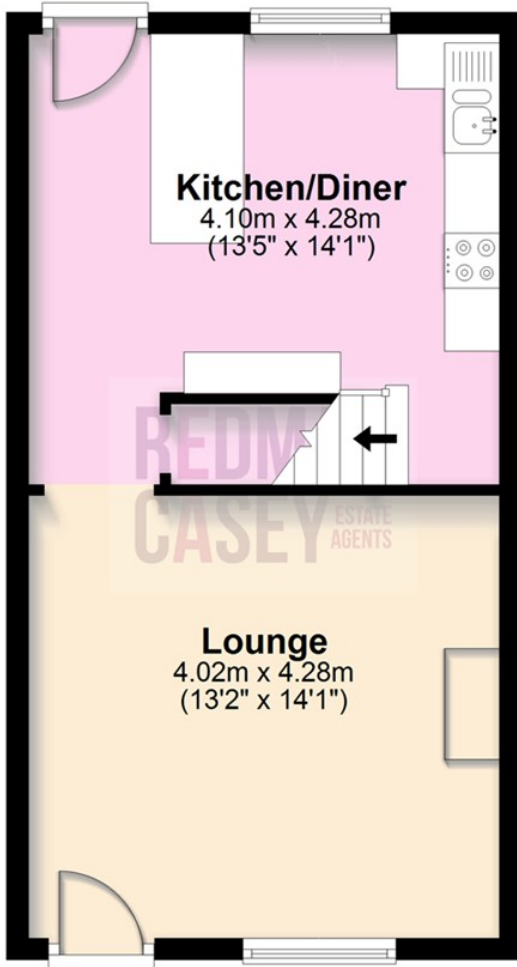 Kitchen/Diner
4.10m x 4.28m
(13'5" x 14'1")
CASEY ESTATE
AGENTS
Lounge
4.02m x 4.28m
(13'2" x 14'1")